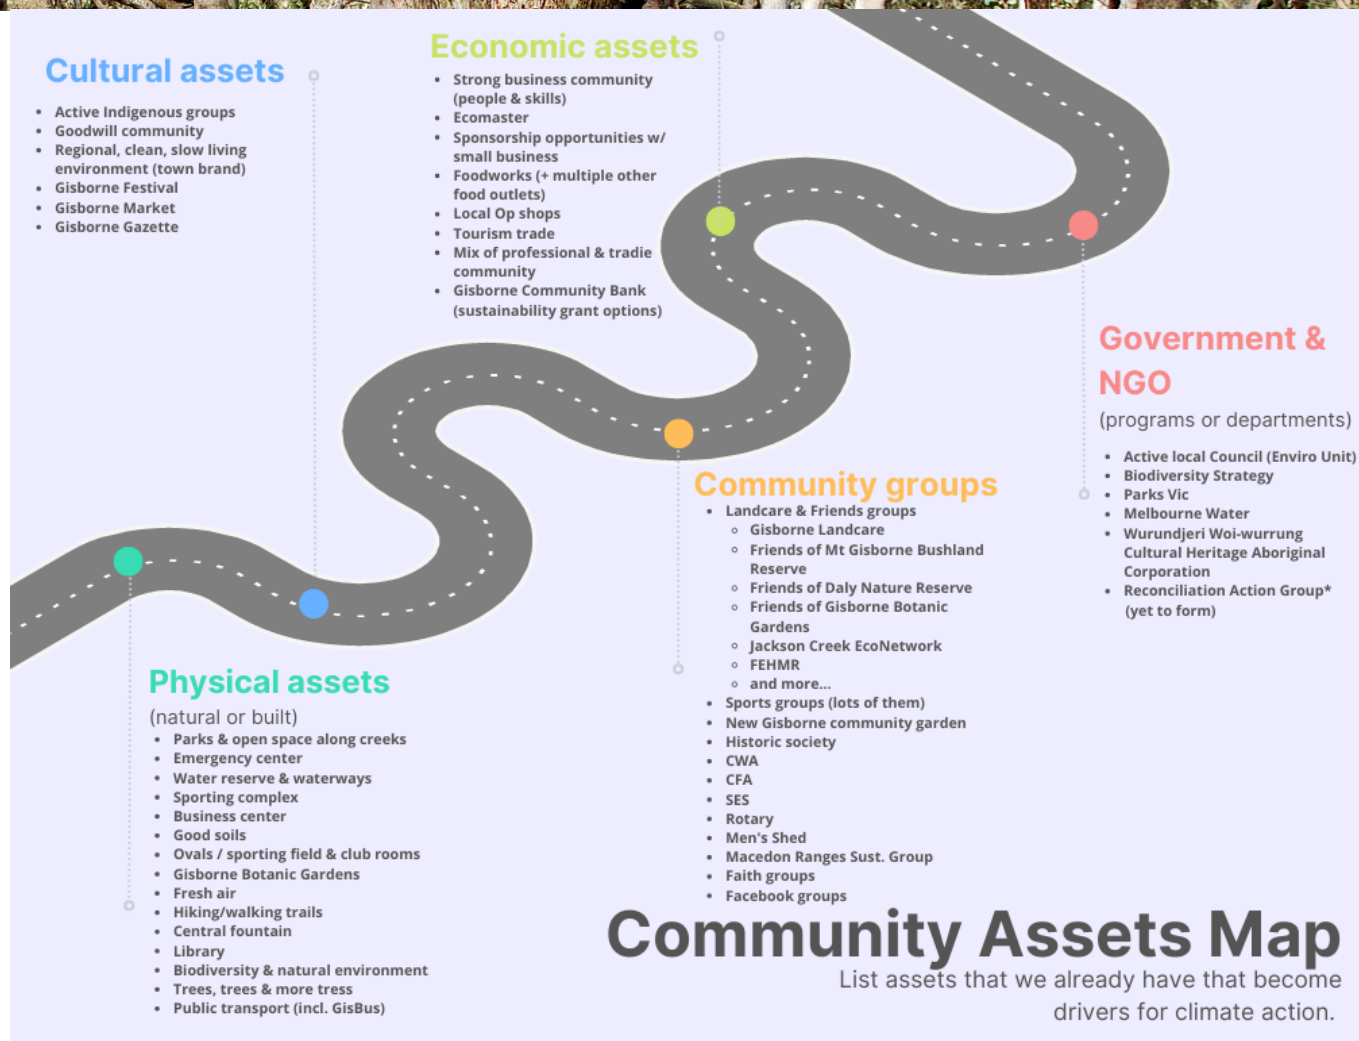 Cultural assets
Active Indigenous groups
Goodwill community
Regional, clean, slow living
environment (town brand)
Gisborne Festival
Gisborne Market
Gisborne Gazette
Economic assets
Strong business community
(people & skills)
Ecomaster
Sponsorship opportunities w/
small business
Foodworks (+ multiple other
food outlets)
Local Op shops
Tourism trade
Mix of professional & tradie
community
Gisborne Community Bank
(sustainability grant options)
Government &
NGO
(programs or departments)
Active local Council (Enviro Unit)
Biodiversity Strategy
Parks Vic
Melbourne Water
Wurundjeri Woi-wurrung
Cultural Heritage Aboriginal
Corporation
Reconciliation Action Group*
(yet to form)
Community groups
Landcare & Friends groups
Gisborne Landcare
Friends of Mt Gisborne Bushland
Reserve
Friends of Daly Nature Reserve
Friends of Gisborne Botanic
Gardens
Jackson Creek EcoNetwork
FEHMR
and more...
Sports groups (lots of them)
New Gisborne community garden
Historic society
CWA
CFA
SES
Rotary
Men's Shed
Macedon Ranges Sust. Group
Faith groups
Facebook groups
Physical assets
(natural or built)
Parks & open space along creeks
Emergency center
Water reserve & waterways
Sporting complex
Business center
Good soils
Ovals / sporting field & club rooms
Gisborne Botanic Gardens
Fresh air
Hiking/walking trails
Central fountain
Library
Biodiversity & natural environment
Trees, trees & more tress
Public transport (incl. GisBus)
Community Assets Map
List assets that we already have that become
drivers for climate action.